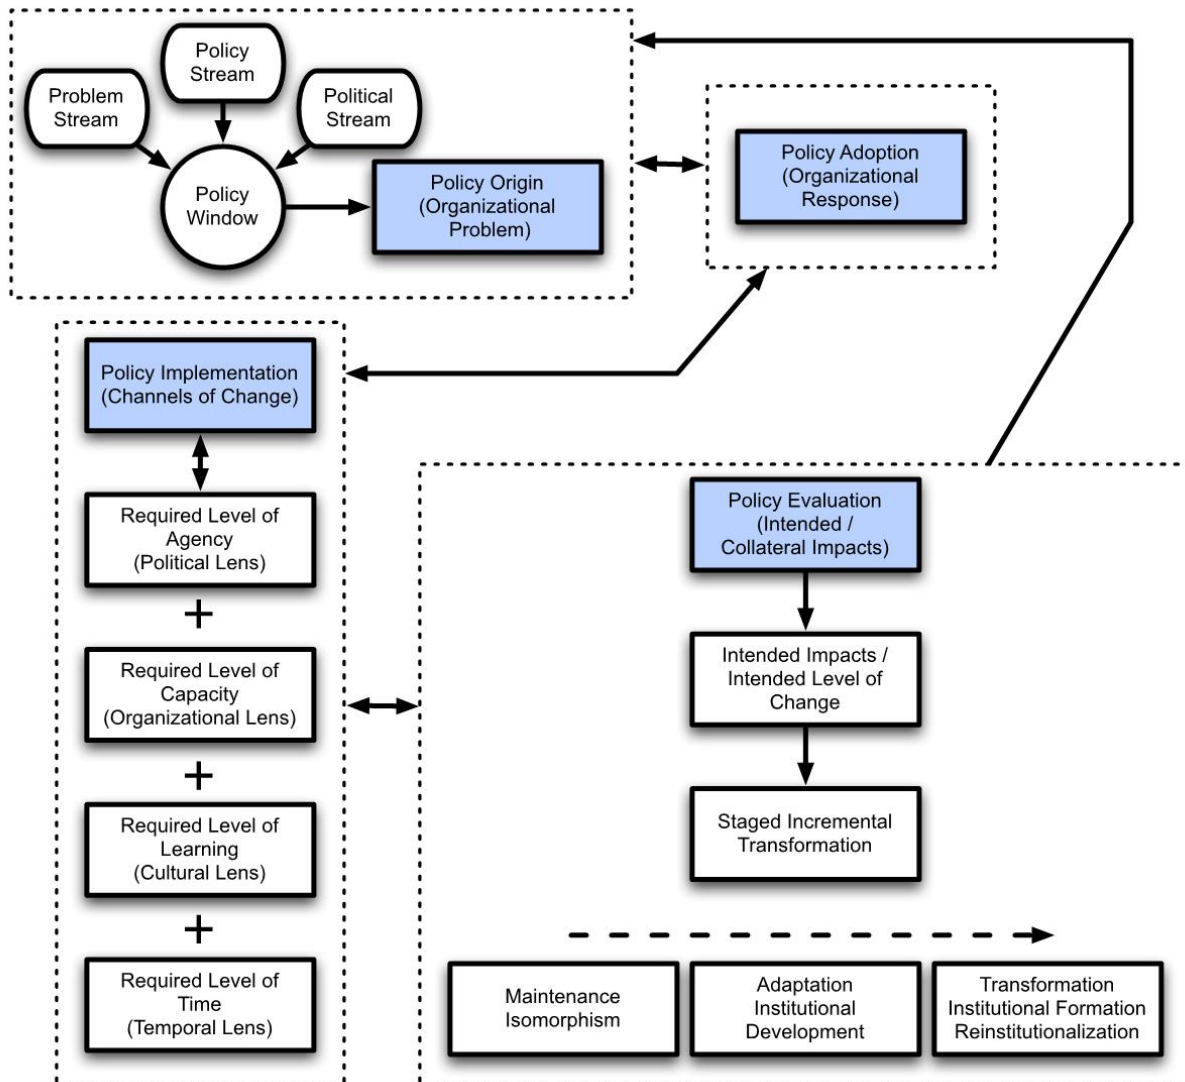 Policy
Stream
Problem
Stream
Political
Stream
Policy
Window
Policy Origin
(Organizational
Problem)
Policy Adoption
(Organizational
Response)
Policy Implementation
(Channels of Change)
Required Level of
Agency
(Political Lens)
+
Required Level of
Capacity
(Organizational Lens)
+
Required Level of
Learning
(Cultural Lens)
+
Required Level of
Time
(Temporal Lens)
Policy Evaluation
(Intended /
Collateral Impacts)
Intended Impacts /
Intended Level of
Change
Staged Incremental
Transformation
Maintenance
Isomorphism
Adaptation
Institutional
Development
Transformation
Institutional Formation
Reinstitutionalization